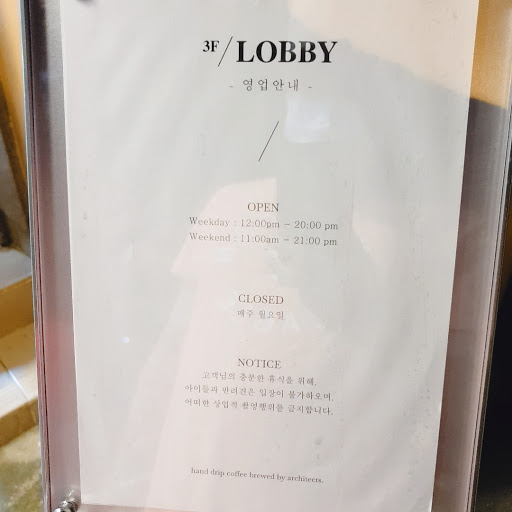 3F / LOBBY
- 영업안내 -
/
OPEN
Weekday : 12:00pm - 20:00 pm
Weekend : 11:00am - 21:00 pm
CLOSED
매주 월요일
NOTICE
고객님의 충분한 휴식을 위해,
아이들과 반려견은 입장이 불가하오며,
어떠한 상업적 촬영행위를 금지합니다.
hand drip coffee brewed by architects.